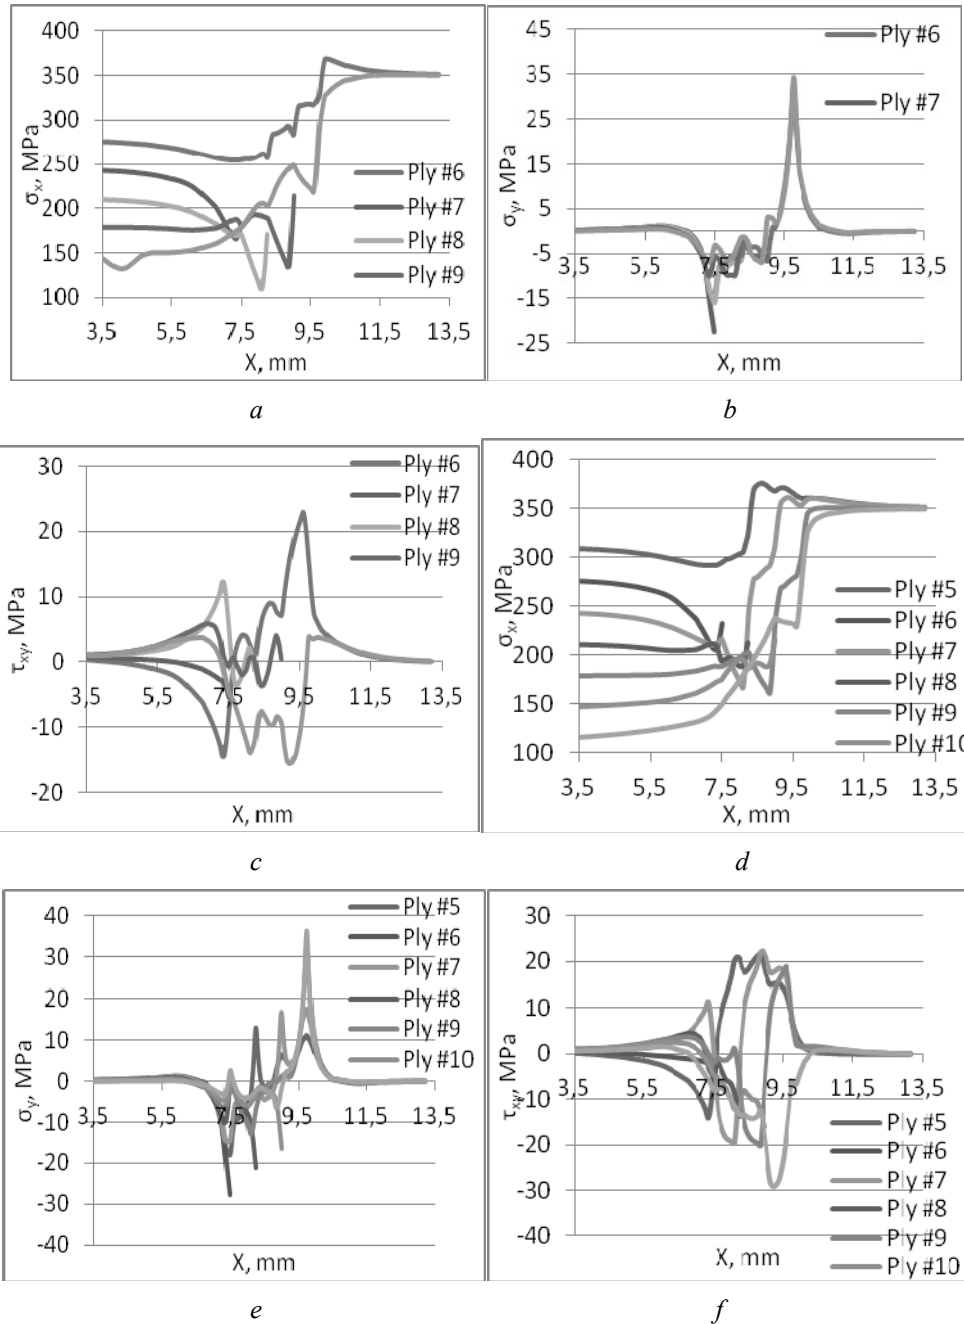 400
350
300
250
200
150
100
σx, MPa
3,5 5,5 7,5 9,5 11,5 13,5
X, mm
Ply #6
Ply #7
Ply #8
Ply #9
a
45
35
25
15
5
-5
-15
-25
σy, MPa
3,5 5,5 7,5 9,5 11,5 13,5
X, mm
Ply #6
Ply #7
b
30
20
10
0
-10
-20
τxy, MPa
3,5 5,5 7,5 9,5 11,5 13,5
X, mm
Ply #6
Ply #7
Ply #8
Ply #9
c
400
350
300
250
200
150
100
σx, MPa
3,5 5,5 7,5 9,5 11,5 13,5
X, mm
Ply #5
Ply #6
Ply #7
Ply #8
Ply #9
Ply #10
d
40
30
20
10
0
-10
-20
-30
-40
σy, MPa
3,5 5,5 7,5 9,5 11,5 13,5
X, mm
Ply #5
Ply #6
Ply #7
Ply #8
Ply #9
Ply #10
e
30
20
10
0
-10
-20
-30
-40
τxy, MPa
3,5 5,5 7,5 9,5 11,5 13,5
X, mm
Ply #5
Ply #6
Ply #7
Ply #8
Ply #9
Ply #10
f